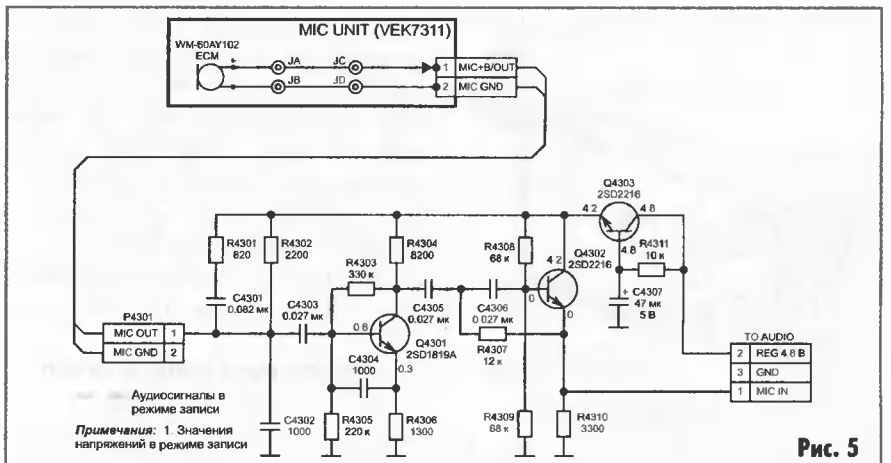 MIC UNIT (VEK7311)
WM-60AY102
ECM
+
JA
JC
1 MIC+B/OUT
JB
JD
2 MIC GND
Q4303
2SD2216
4.2
4.8
4.8
R4301
820
R4302
2200
R4303
330 к
R4304
8200
R4308
68 к
Q4302
2SD2216
4.2
R4311
10 к
C4301
0.082 мк
C4303
0.027 мк
C4305
0.027 мк
C4306
0.027 мк
0
0
+
C4307
47 мк
5 В
P4301
MIC OUT 1
MIC GND 2
0.8
Q4301
2SD1819A
0.3
C4304
1000
R4307
12 к
TO AUDIO
2 REG 4.8 В
3 GND
1 MIC IN
Аудиосигналы в
режиме записи
Примечания: 1. Значения
напряжений в режиме записи
C4302
1000
R4305
220 к
R4306
1300
R4309
68 к
R4310
3300
Рис. 5